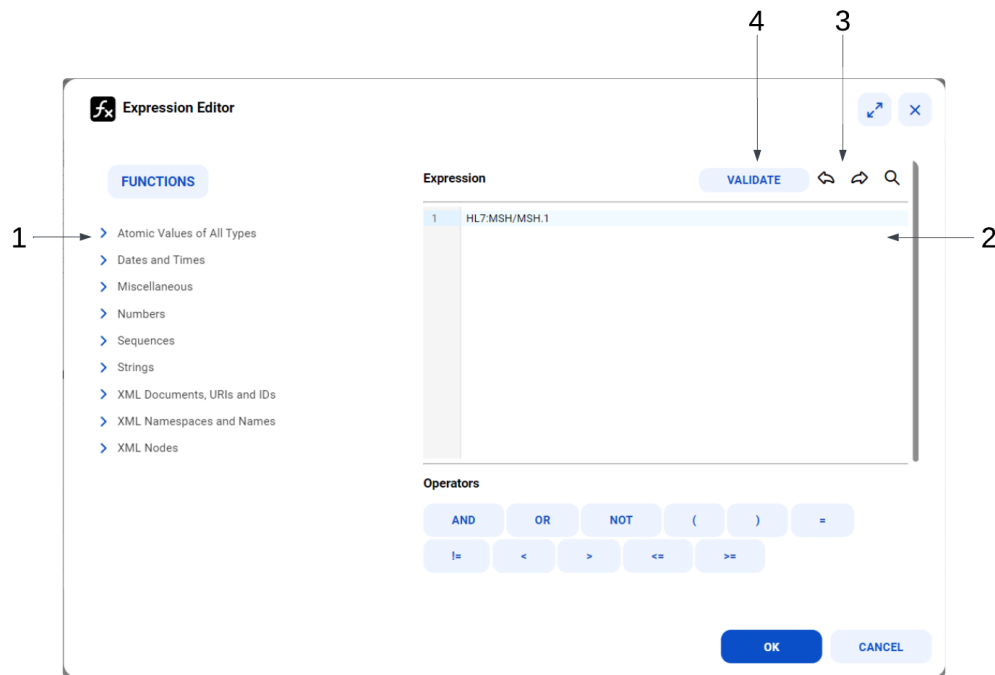 4 3
fx Expression Editor
FUNCTIONS
1
Atomic Values of All Types
Dates and Times
Miscellaneous
Numbers
Sequences
Strings
XML Documents, URIs and IDs
XML Namespaces and Names
XML Nodes
Expression VALIDATE
1 HL7:MSH/MSH.1
2
Operators
AND OR NOT ( ) =
!= < > <= >=
OK CANCEL